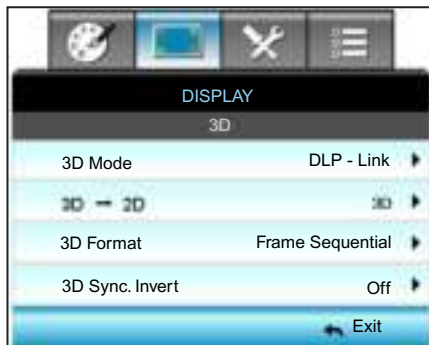 DISPLAY
3D
3D Mode DLP - Link
3D → 2D 3D
3D Format Frame Sequential
3D Sync. Invert Off
Exit